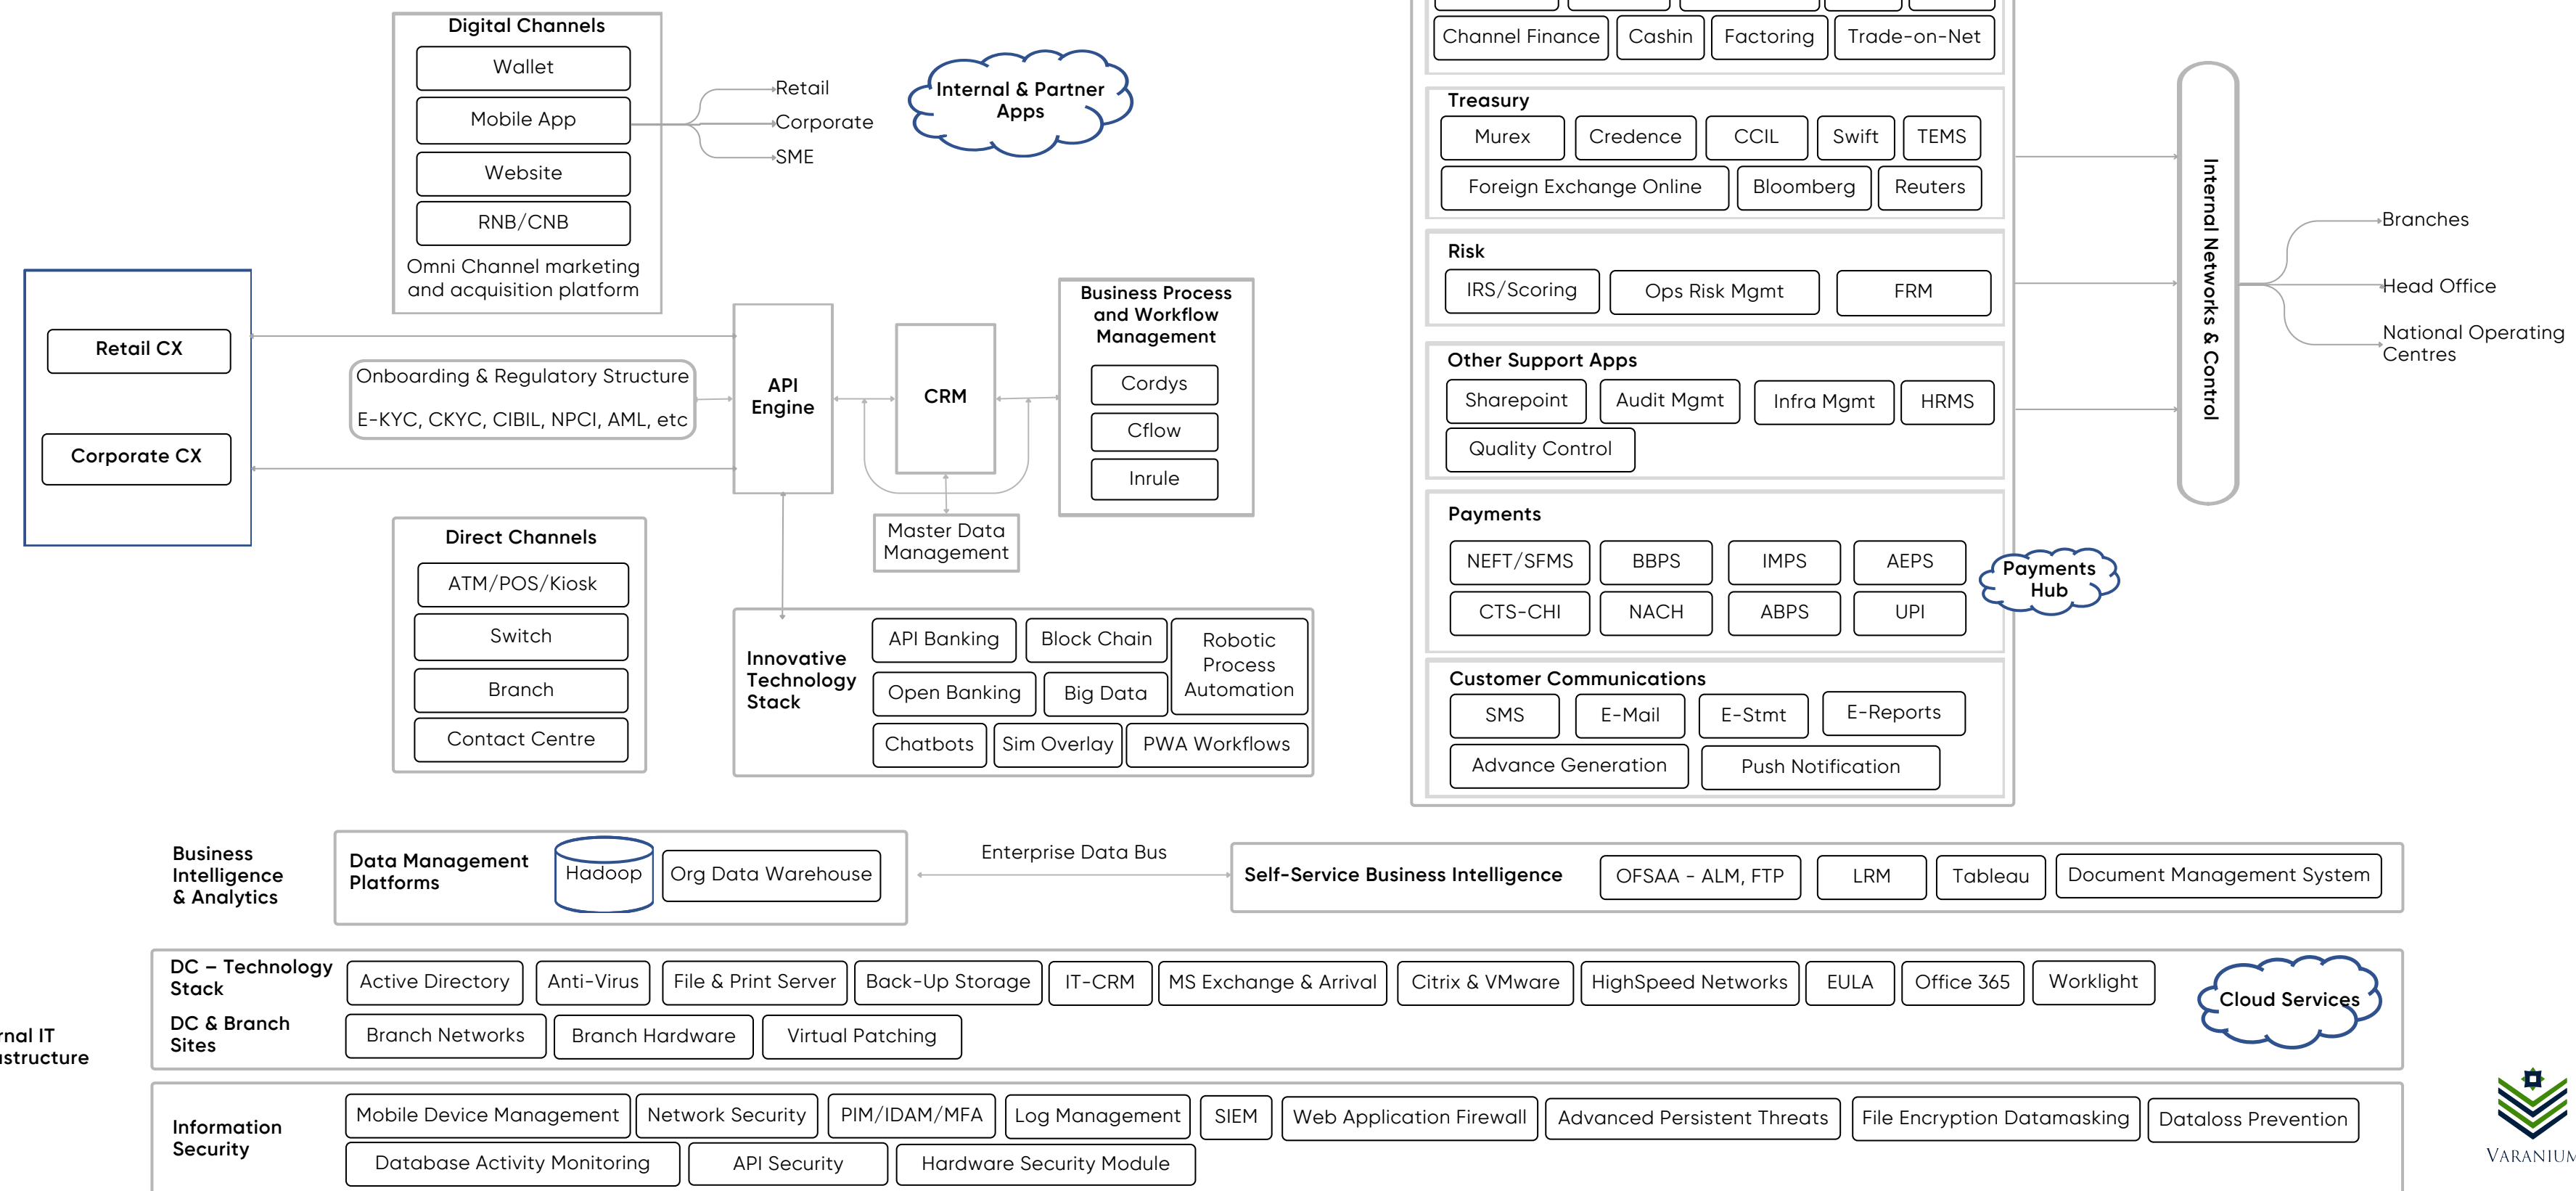 Digital Channels
Wallet
Mobile App
Website
RNB/CNB
Omni Channel marketing
and acquisition platform
Retail
Corporate
SME
Internal & Partner
Apps
Retail CX
Corporate CX
Onboarding & Regulatory Structure
E-KYC, CKYC, CIBIL, NPCI, AML, etc
API
Engine
CRM
Master Data
Management
Business Process
and Workflow
Management
Cordys
Cflow
Inrule
Direct Channels
ATM/POS/Kiosk
Switch
Branch
Contact Centre
Innovative
Technology
Stack
API Banking
Block Chain
Robotic
Process
Automation
Open Banking
Big Data
Chatbots
Sim Overlay
PWA Workflows
Channel Finance
Cashin
Factoring
Trade-on-Net
Treasury
Murex
Credence
CCIL
Swift
TEMS
Foreign Exchange Online
Bloomberg
Reuters
Risk
IRS/Scoring
Ops Risk Mgmt
FRM
Other Support Apps
Sharepoint
Audit Mgmt
Infra Mgmt
HRMS
Quality Control
Payments
NEFT/SFMS
BBPS
IMPS
AEPS
CTS-CHI
NACH
ABPS
UPI
Payments
Hub
Customer Communications
SMS
E-Mail
E-Stmt
E-Reports
Advance Generation
Push Notification
Internal Networks & Control
Branches
Head Office
National Operating
Centres
Business
Intelligence
& Analytics
Data Management
Platforms
Hadoop
Org Data Warehouse
Enterprise Data Bus
Self-Service Business Intelligence
OFSAA - ALM, FTP
LRM
Tableau
Document Management System
rnal IT
astructure
DC – Technology
Stack
Active Directory
Anti-Virus
File & Print Server
Back-Up Storage
IT-CRM
MS Exchange & Arrival
Citrix & VMware
HighSpeed Networks
EULA
Office 365
Worklight
Cloud Services
DC & Branch
Sites
Branch Networks
Branch Hardware
Virtual Patching
Information
Security
Mobile Device Management
Network Security
PIM/IDAM/MFA
Log Management
SIEM
Web Application Firewall
Advanced Persistent Threats
File Encryption Datamasking
Dataloss Prevention
Database Activity Monitoring
API Security
Hardware Security Module
VARANIUM